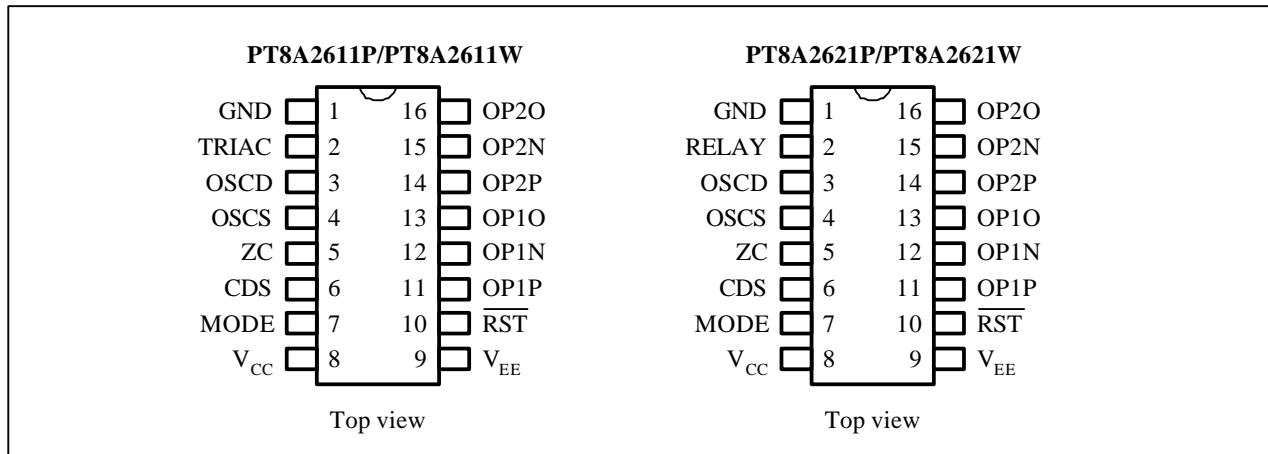 PT8A2611P/PT8A2611W
GND 1 16 OP2O
TRIAC 2 15 OP2N
OSCD 3 14 OP2P
OSCS 4 13 OP1O
ZC 5 12 OP1N
CDS 6 11 OP1P
MODE 7 10 RST
VCC 8 9 VEE
Top view
PT8A2621P/PT8A2621W
GND 1 16 OP2O
RELAY 2 15 OP2N
OSCD 3 14 OP2P
OSCS 4 13 OP1O
ZC 5 12 OP1N
CDS 6 11 OP1P
MODE 7 10 RST
VCC 8 9 VEE
Top view